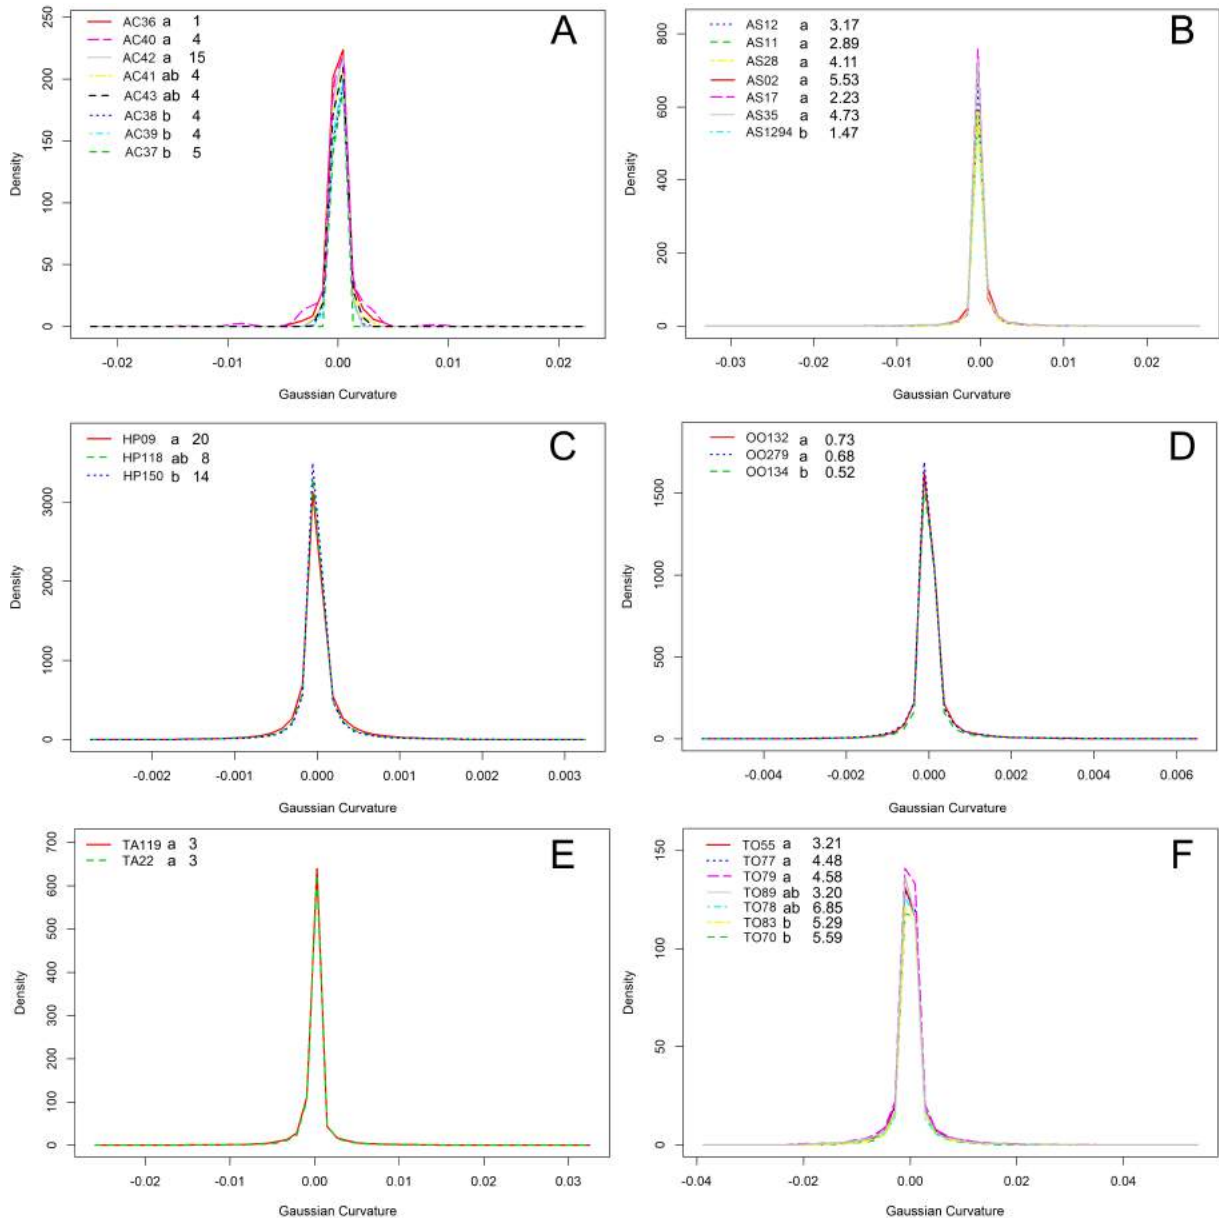 A
AC36 a 1
AC40 a 4
AC42 a 15
AC41 ab 4
AC43 ab 4
AC38 b 4
AC39 b 4
AC37 b 5
Density
0 50 100 150 200 250
-0.02 -0.01 0.00 0.01 0.02
Gaussian Curvature
B
AS12 a 3.17
AS11 a 2.89
AS28 a 4.11
AS02 a 5.53
AS17 a 2.23
AS35 a 4.73
AS1294 b 1.47
Density
0 200 400 600 800
-0.03 -0.01 0.00 0.01 0.02
Gaussian Curvature
C
HP09 a 20
HP118 ab 8
HP150 b 14
Density
0 1000 2000 3000
-0.002 -0.001 0.000 0.001 0.002 0.003
Gaussian Curvature
D
OO132 a 0.73
OO279 a 0.68
OO134 b 0.52
Density
0 500 1000 1500
-0.004 -0.002 0.000 0.002 0.004 0.006
Gaussian Curvature
E
TA119 a 3
TA22 a 3
Density
0 100 200 300 400 500 600 700
-0.02 -0.01 0.00 0.01 0.02 0.03
Gaussian Curvature
F
TO55 a 3.21
TO77 a 4.48
TO79 a 4.58
TO89 ab 3.20
TO78 ab 6.85
TO83 b 5.29
TO70 b 5.59
Density
0 50 100 150
-0.04 -0.02 0.00 0.02 0.04
Gaussian Curvature